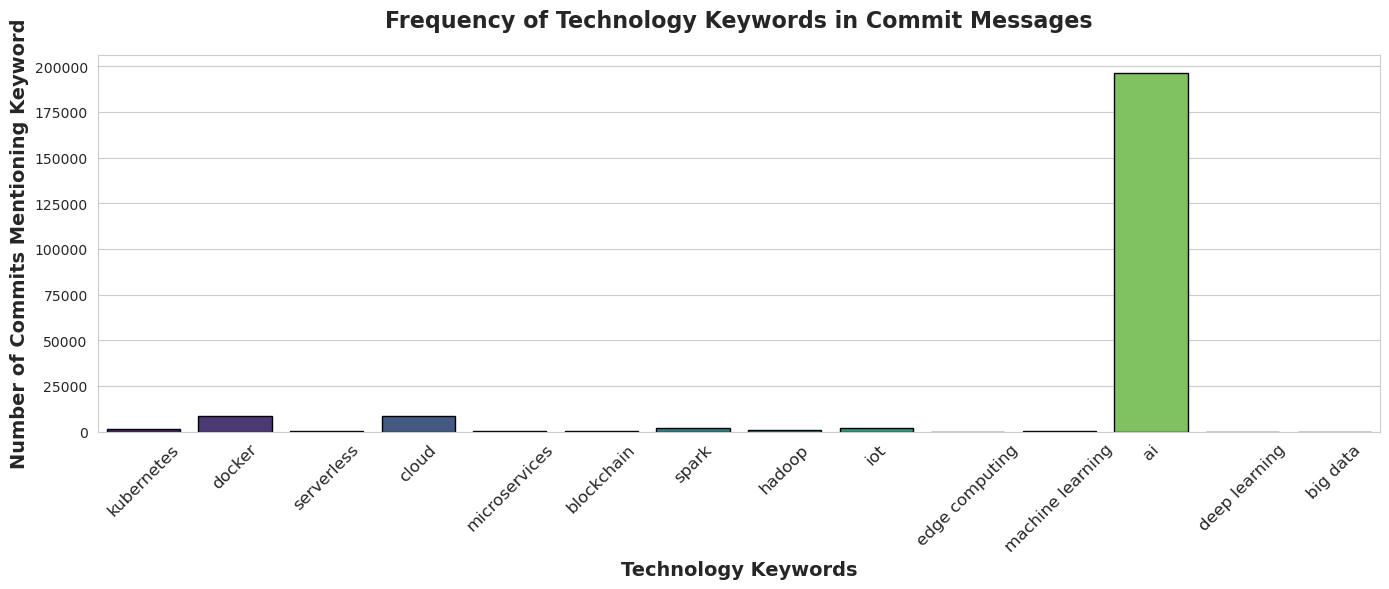 Frequency of Technology Keywords in Commit Messages
Number of Commits Mentioning Keyword
200000
175000
150000
125000
100000
75000
50000
25000
0
kubernetes
docker
serverless
cloud
microservices
blockchain
spark
hadoop
iot
edge computing
machine learning
ai
deep learning
big data
Technology Keywords